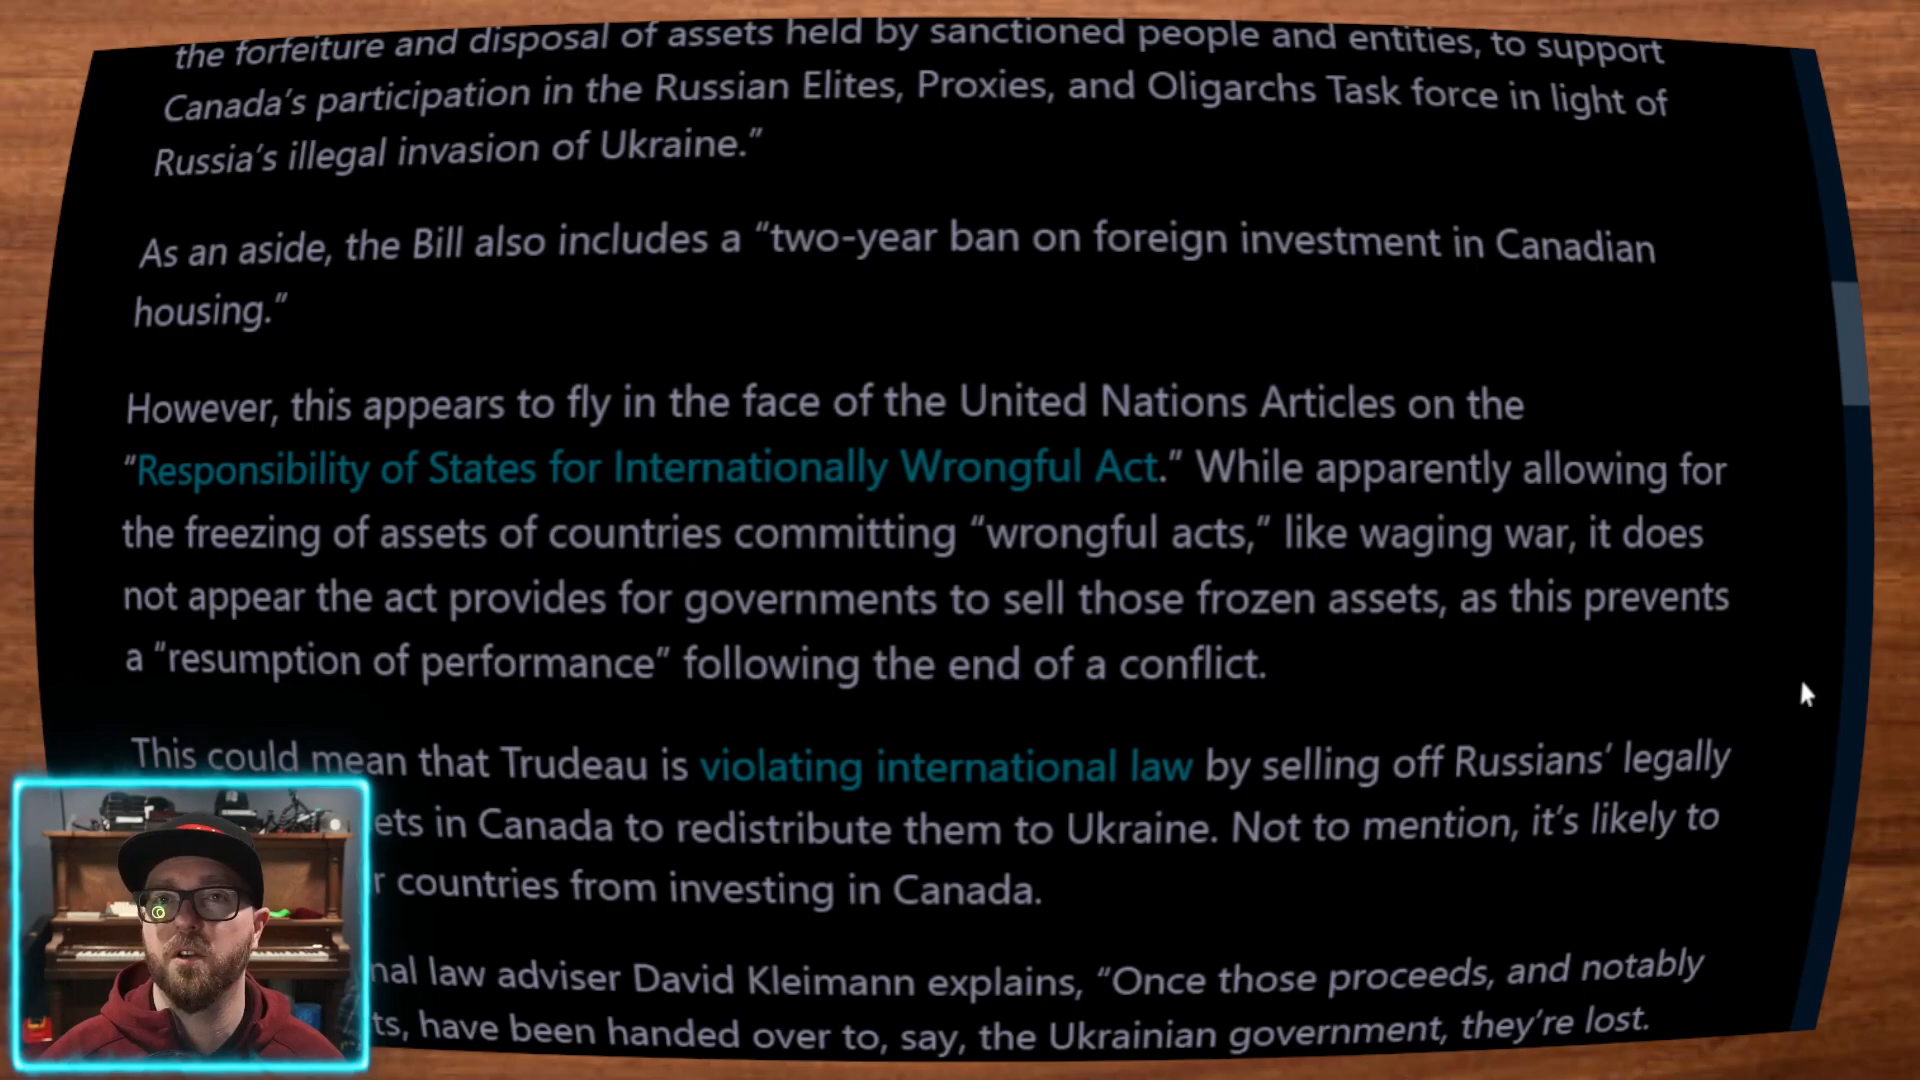 the forfeiture and disposal of assets held by sanctioned people and entities, to support
Canada's participation in the Russian Elites, Proxies, and Oligarchs Task force in light of
Russia's illegal invasion of Ukraine.”
As an aside, the Bill also includes a “two-year ban on foreign investment in Canadian
housing.”
However, this appears to fly in the face of the United Nations Articles on the
“Responsibility of States for Internationally Wrongful Act.” While apparently allowing for
the freezing of assets of countries committing “wrongful acts,” like waging war, it does
not appear the act provides for governments to sell those frozen assets, as this prevents
a “resumption of performance” following the end of a conflict.
This could mean that Trudeau is violating international law by selling off Russians’ legally
ets in Canada to redistribute them to Ukraine. Not to mention, it’s likely to
r countries from investing in Canada.
nal law adviser David Kleimann explains, “Once those proceeds, and notably
ts, have been handed over to, say, the Ukrainian government, they’re lost.